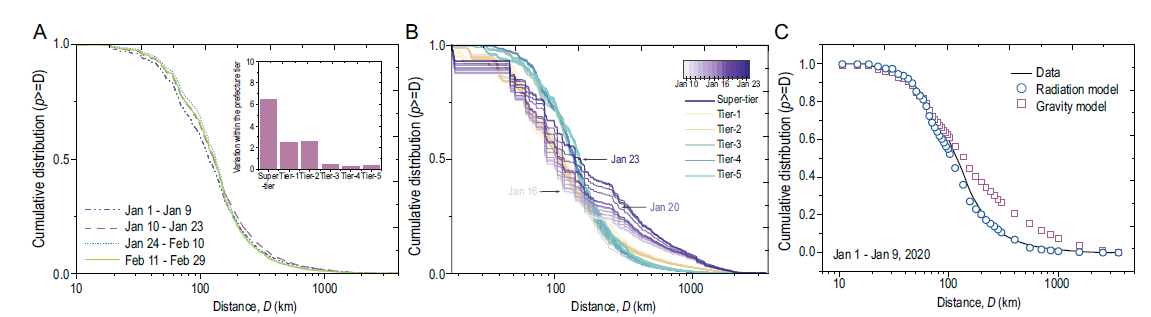 A
Cumulative distribution (p>=D)
1.0
0.5
0.0
100
1000
Distance, D (km)
Jan 1 - Jan 9
Jan 10 - Jan 23
Jan 24 - Feb 10
Feb 11 - Feb 29
Variation within the prefecture tier
10
8
6
4
2
0
Super-tier
Tier-1
Tier-2
Tier-3
Tier-4
Tier-5
B
Cumulative distribution (p>=D)
1.0
0.5
0.0
100
1000
Distance, D (km)
Jan 10
Jan 16
Jan 23
Super-tier
Tier-1
Tier-2
Tier-3
Tier-4
Tier-5
Jan 23
Jan 16
Jan 20
C
Cumulative distribution (p>=D)
1.0
0.8
0.6
0.4
0.2
0.0
10
100
1000
Distance, D (km)
Data
Radiation model
Gravity model
Jan 1 - Jan 9, 2020